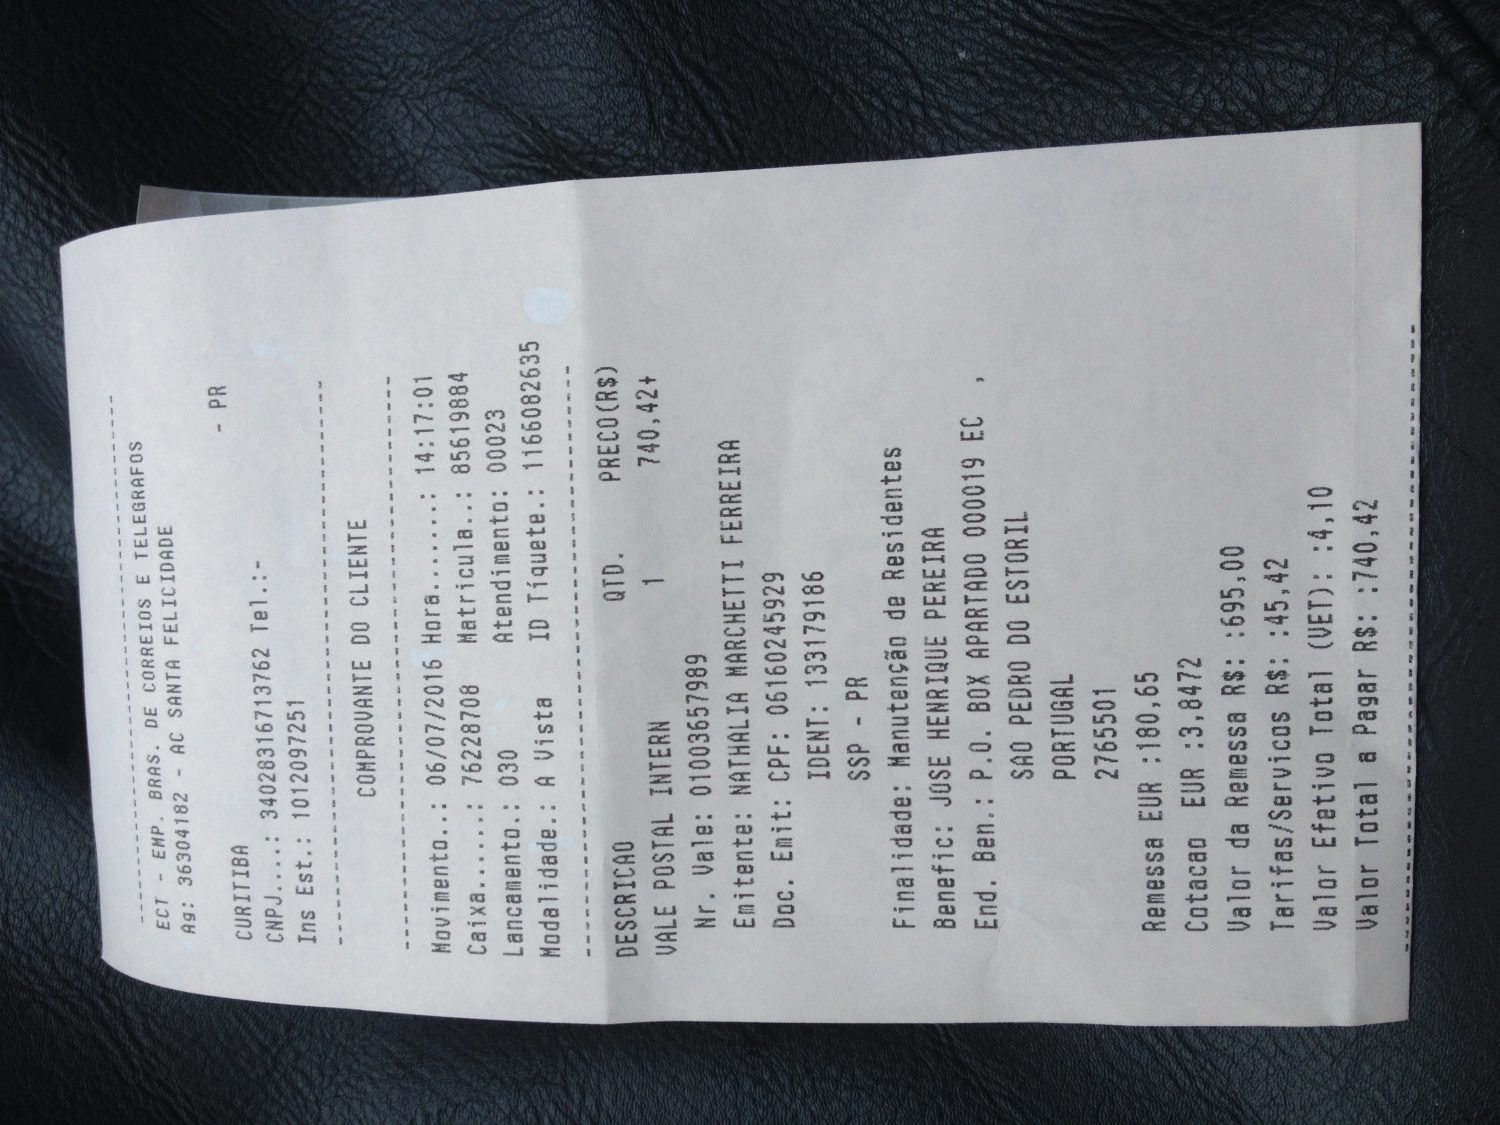 ----------------------------------------
ECT - EMP. BRAS. DE CORREIOS E TELEGRAFOS
Ag: 36304182 - AC SANTA FELICIDADE
CURITIBA - PR
CNPJ....: 34028316713762 Tel.:-
Ins Est.: 1012097251
----------------------------------------
COMPROVANTE DO CLIENTE
----------------------------------------
Movimento..: 06/07/2016 Hora.......: 14:17:01
Caixa......: 76228708 Matricula..: 85619884
Lancamento.: 030 Atendimento: 00023
Modalidade.: A Vista ID Tíquete.: 1166082635
----------------------------------------
DESCRICAO QTD. PRECO(R$)
VALE POSTAL INTERN 1 740,42+
Nr. Vale: 01003657989
Emitente: NATHALIA MARCHETTI FERREIRA
Doc. Emit: CPF: 06160245929
IDENT: 133179186
SSP - PR
Finalidade: Manutenção de Residentes
Benefic: JOSE HENRIQUE PEREIRA
End. Ben.: P.O. BOX APARTADO 000019 EC ,
SAO PEDRO DO ESTORIL
PORTUGAL
2765501
Remessa EUR :180,65
Cotacao EUR :3,8472
Valor da Remessa R$: :695,00
Tarifas/Servicos R$: :45,42
Valor Efetivo Total (VET): :4,10
Valor Total a Pagar R$: :740,42
----------------------------------------